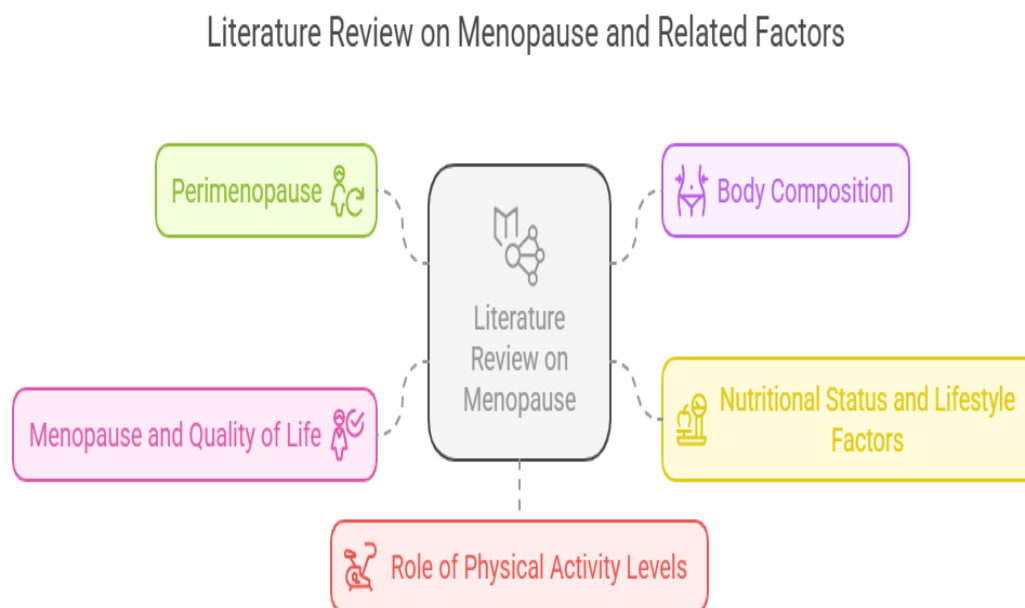 Literature Review on Menopause and Related Factors
Perimenopause
Body Composition
Literature
Review on
Menopause
Menopause and Quality of Life
Nutritional Status and Lifestyle
Factors
Role of Physical Activity Levels